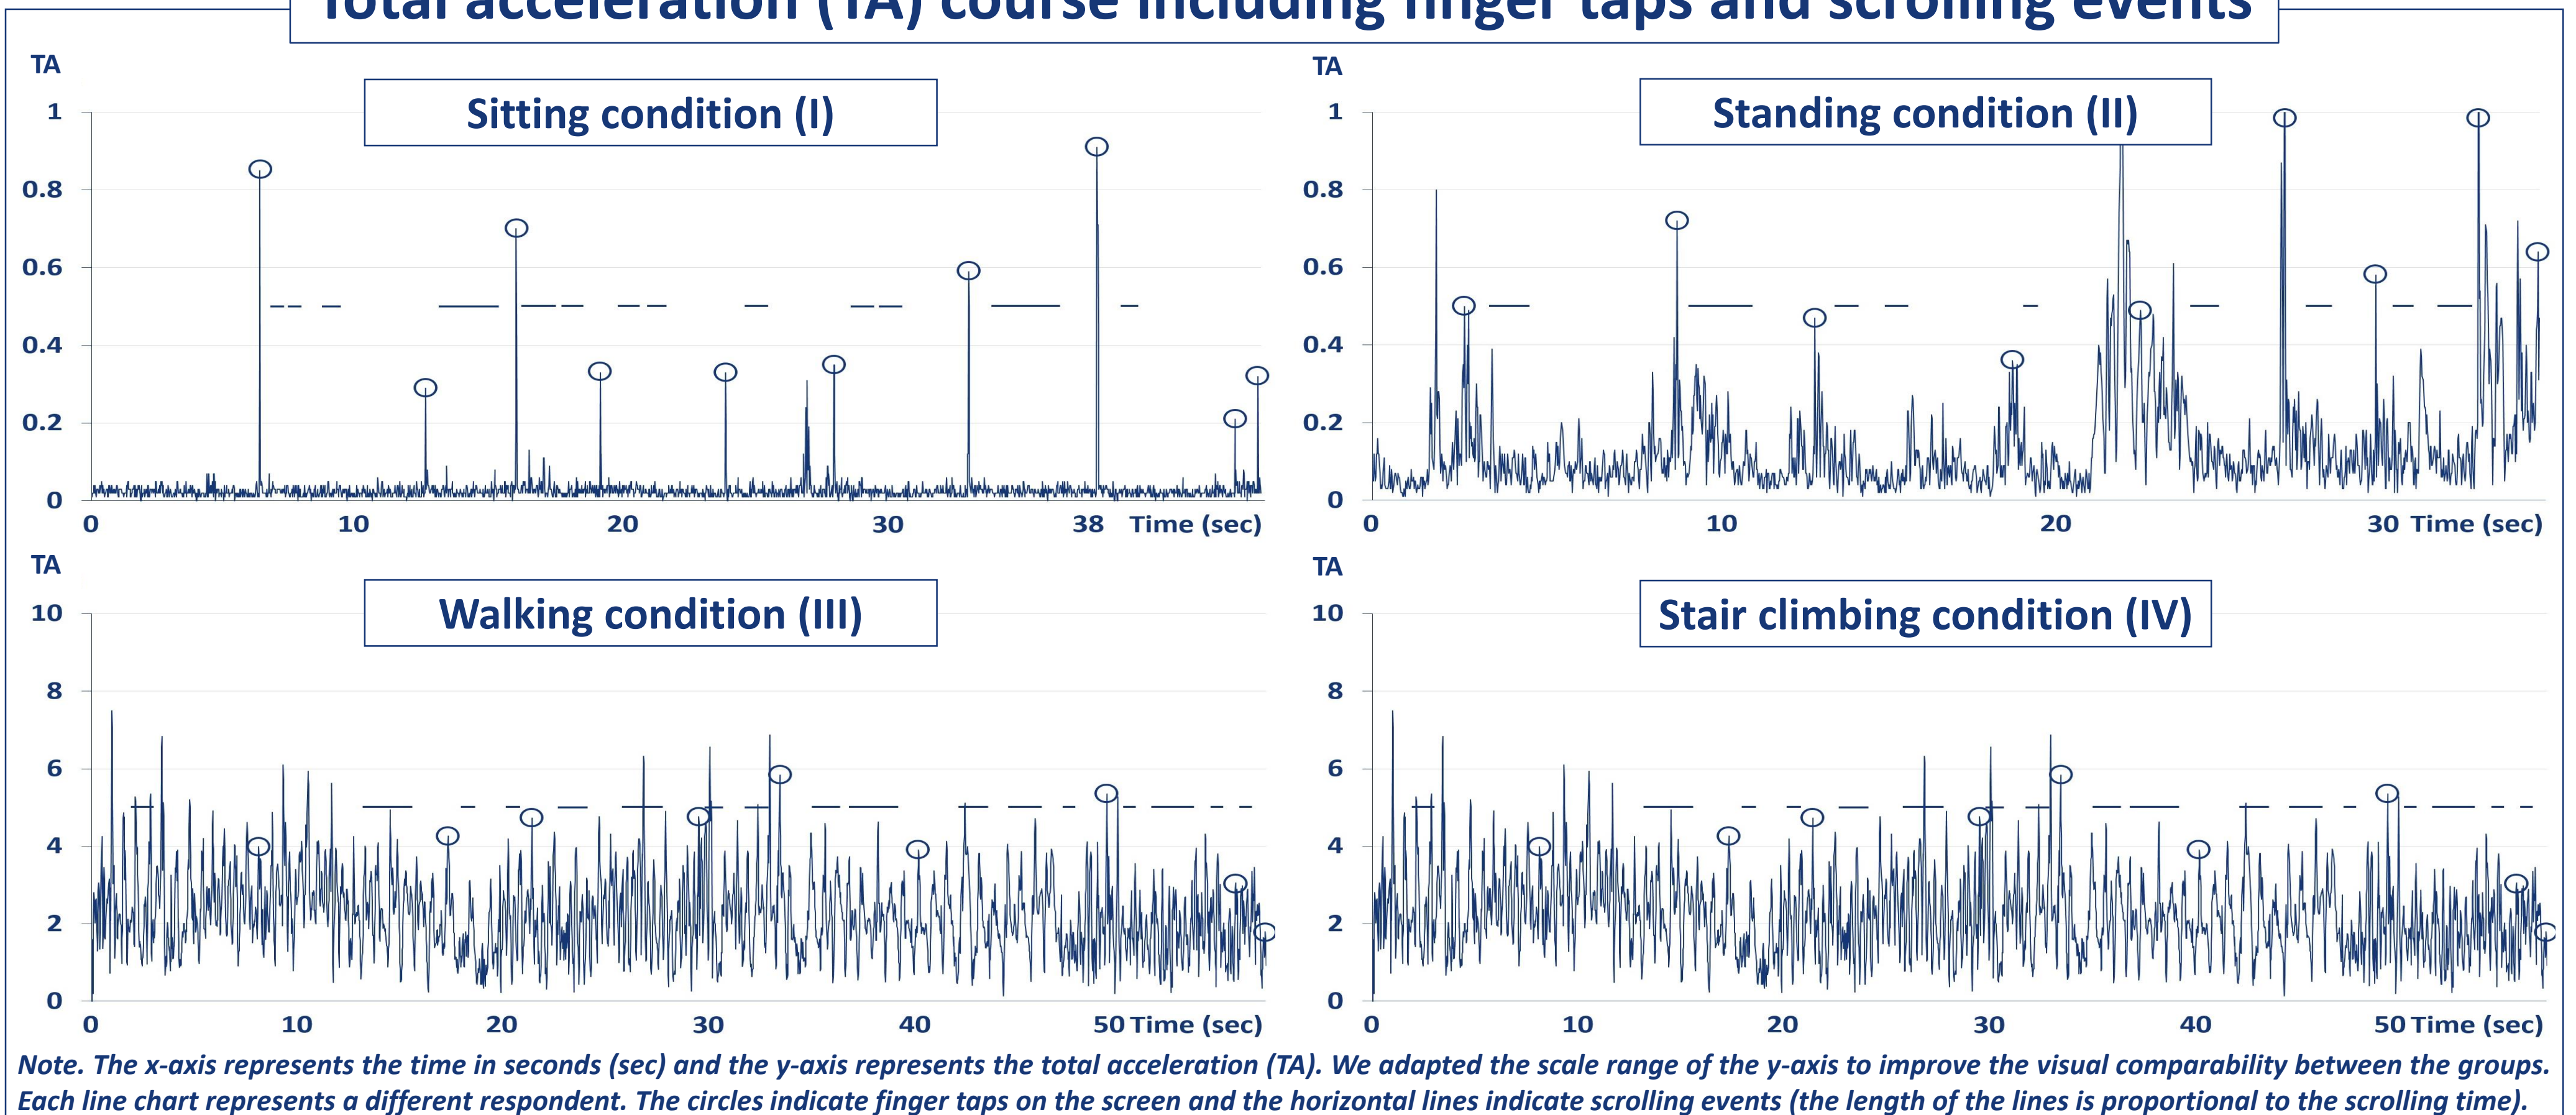 Total acceleration (TA) course including finger taps and scrolling events
TA
Sitting condition (I)
1
0.8
0.6
0.4
0.2
0
0 10 20 30 38 Time (sec)
TA
Standing condition (II)
1
0.8
0.6
0.4
0.2
0
0 10 20 30 Time (sec)
TA
Walking condition (III)
10
8
6
4
2
0
0 10 20 30 40 50 Time (sec)
TA
Stair climbing condition (IV)
10
8
6
4
2
0
0 10 20 30 40 50 Time (sec)
Note. The x-axis represents the time in seconds (sec) and the y-axis represents the total acceleration (TA). We adapted the scale range of the y-axis to improve the visual comparability between the groups.
Each line chart represents a different respondent. The circles indicate finger taps on the screen and the horizontal lines indicate scrolling events (the length of the lines is proportional to the scrolling time).